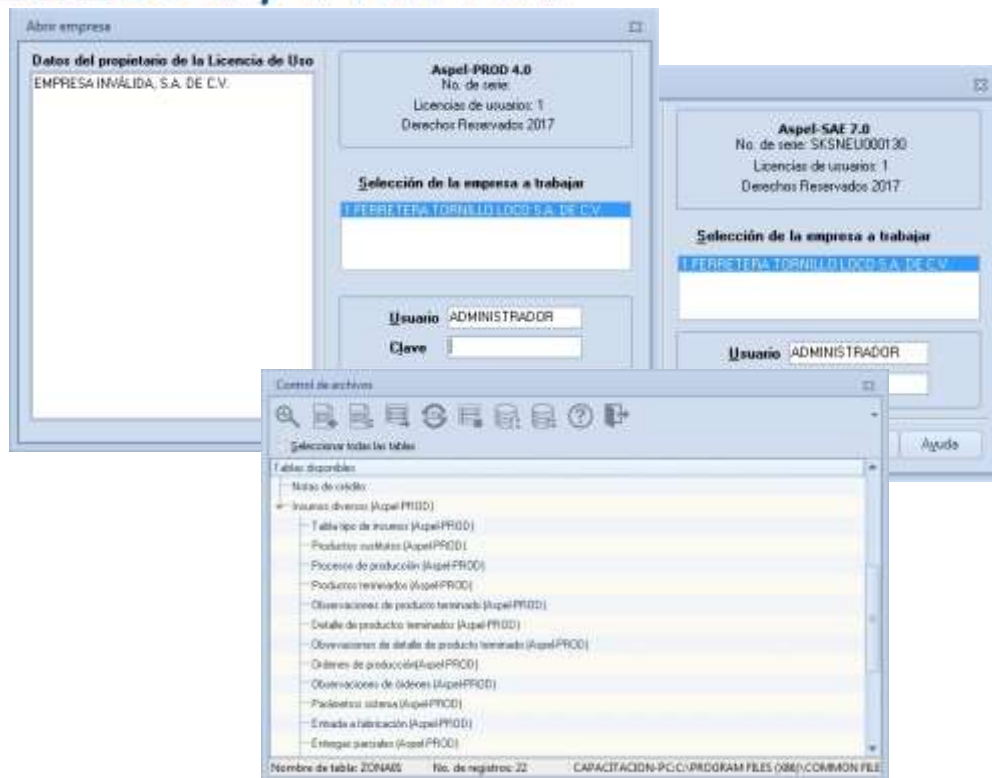 Abrir empresa
Datos del propietario de la Licencia de Uso
EMPRESA INVÁLIDA, S.A. DE C.V.
Aspel-PROD 4.0
No. de serie:
Licencias de usuarios: 1
Derechos Reservados 2017
Selección de la empresa a trabajar
1 FERRETERA TORNILLO LOCO S.A. DE C.V.
Usuario ADMINISTRADOR
Clave
Aspel-SAE 7.0
No. de serie: SKSNEU000130
Licencias de usuarios: 1
Derechos Reservados 2017
Selección de la empresa a trabajar
1 FERRETERA TORNILLO LOCO S.A. DE C.V.
Usuario ADMINISTRADOR
Ayuda
Control de archivos
Seleccionar todas las tablas
Tablas disponibles
Notas de crédito
Insumos diversos (Aspel-PROD)
Tabla tipo de insumos (Aspel-PROD)
Productos sustitutos (Aspel-PROD)
Procesos de producción (Aspel-PROD)
Productos terminados (Aspel-PROD)
Observaciones de producto terminado (Aspel-PROD)
Detalle de productos terminados (Aspel-PROD)
Observaciones de detalle de producto terminado (Aspel-PROD)
Ordenes de producción(Aspel-PROD)
Observaciones de órdenes (Aspel-PROD)
Parámetros sistema (Aspel-PROD)
Entrada a fabricación (Aspel-PROD)
Entregas parciales (Aspel-PROD)
Nombre de tabla: ZONA01 No. de registros: 22 CAPACITACION-PC:C:\PROGRAM FILES (X86)\COMMON FILE